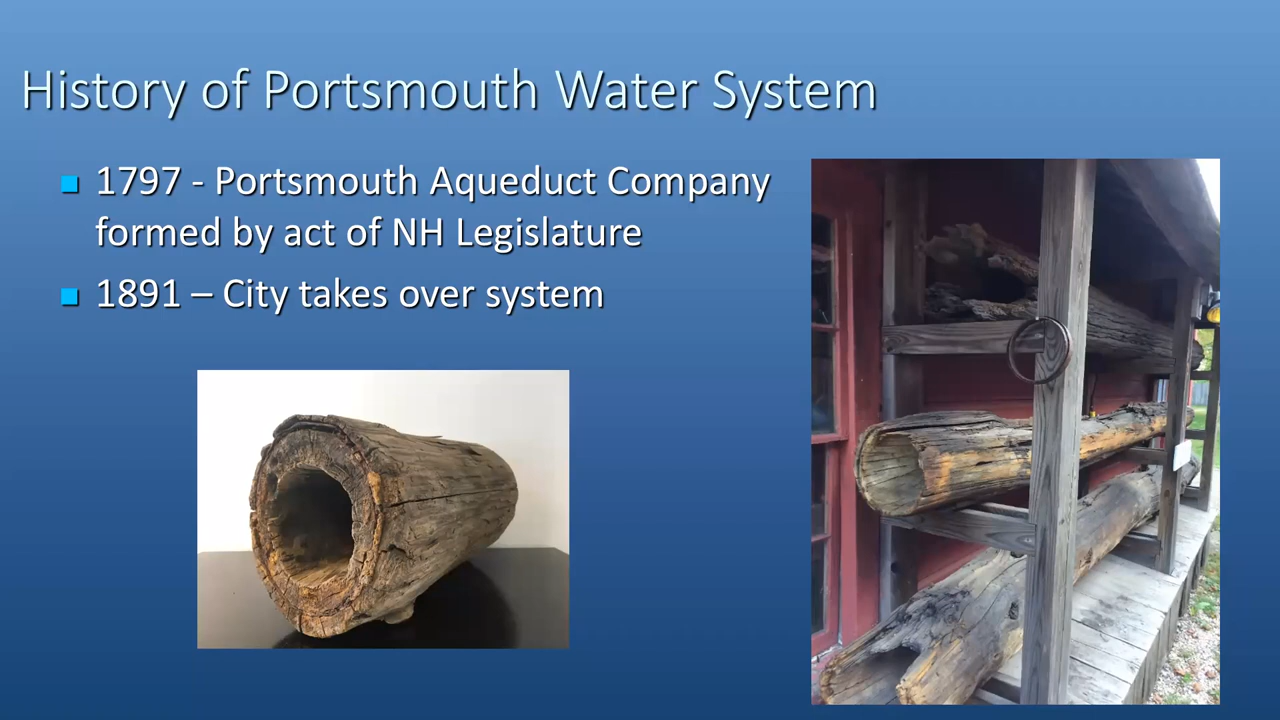 History of Portsmouth Water System
1797 - Portsmouth Aqueduct Company
formed by act of NH Legislature
1891 – City takes over system